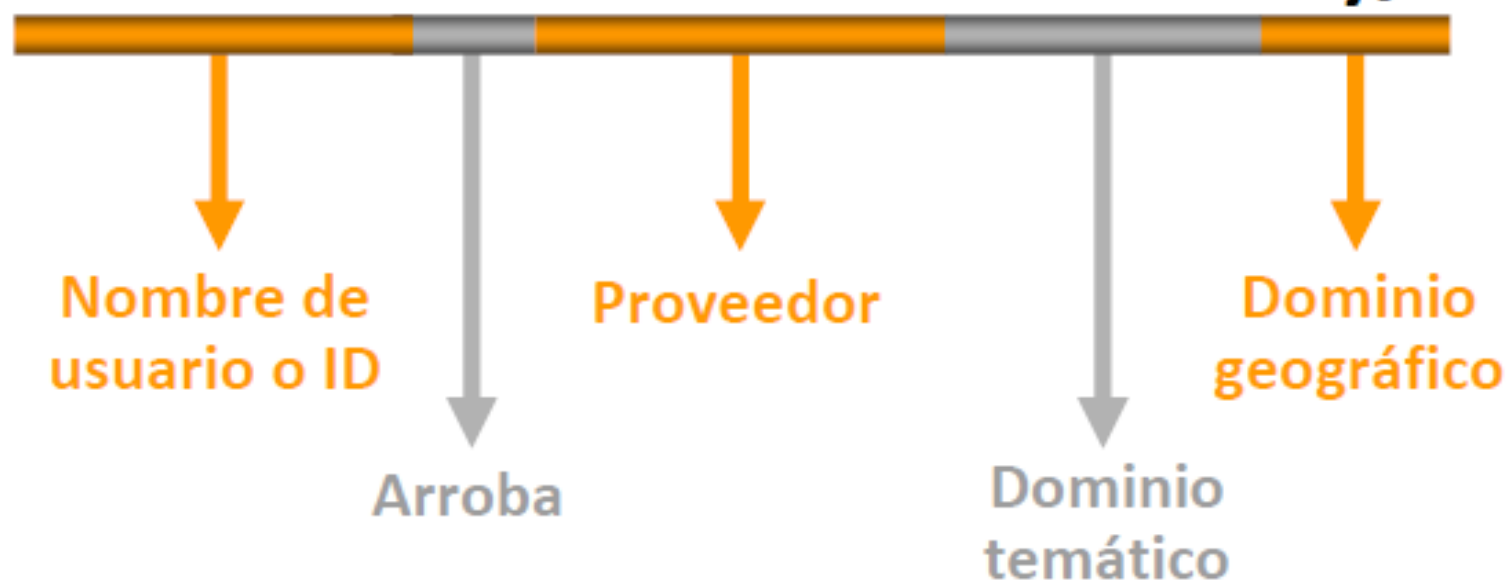 Nombre de
usuario o ID
Arroba
Proveedor
Dominio
temático
Dominio
geográfico